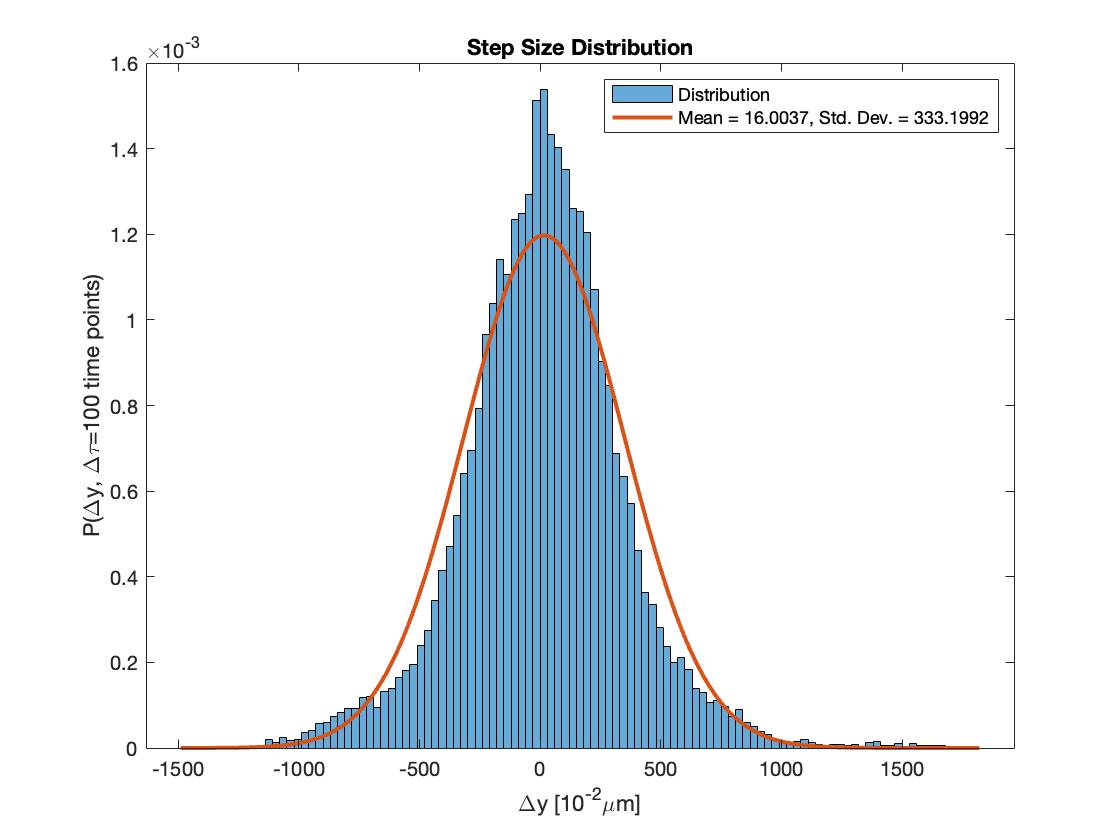 Step Size Distribution
×10⁻³
Distribution
Mean = 16.0037, Std. Dev. = 333.1992
1.6
1.4
1.2
1
0.8
0.6
0.4
0.2
0
P(Δy, Δτ=100 time points)
-1500 -1000 -500 0 500 1000 1500
Δy [10⁻²μm]